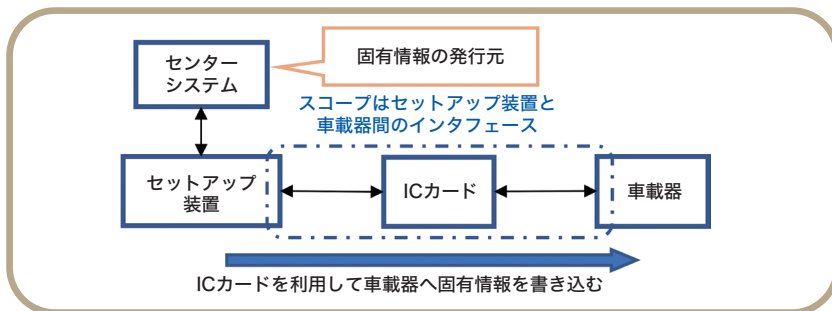 センター
システム
固有情報の発行元
スコープはセットアップ装置と
車載器間のインタフェース
セットアップ
装置
ICカード
車載器
ICカードを利用して車載器へ固有情報を書き込む